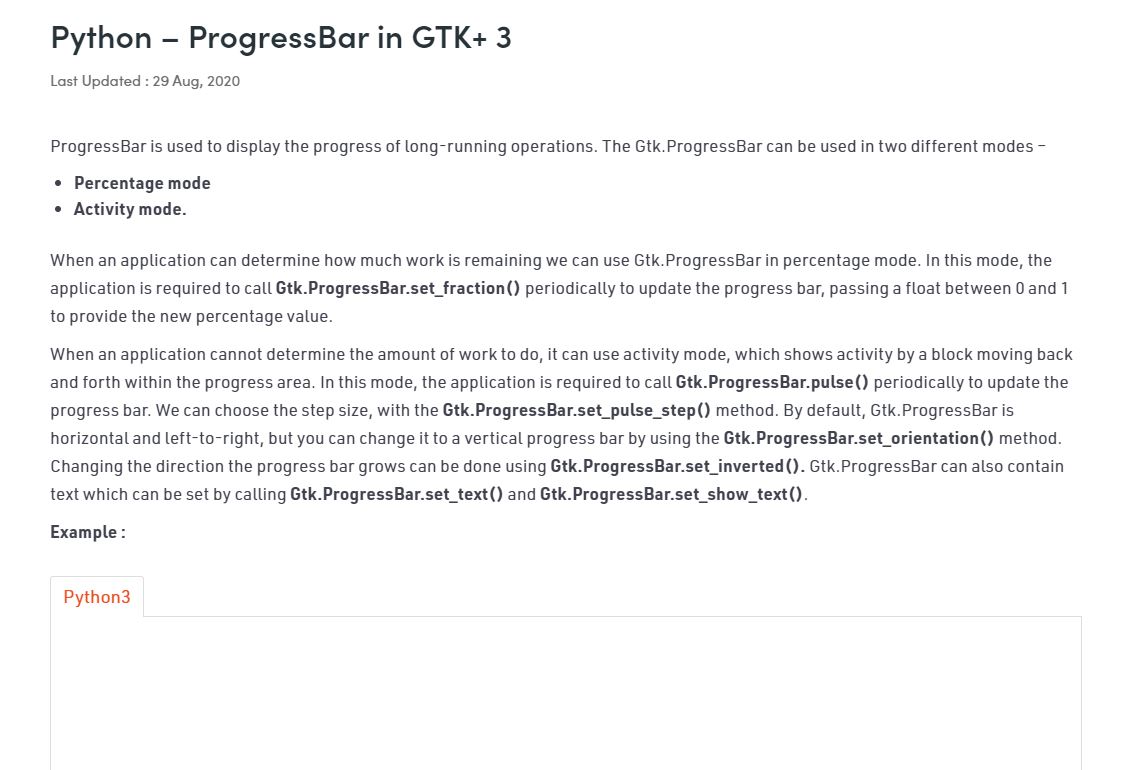 Python – ProgressBar in GTK+ 3
Last Updated : 29 Aug, 2020
ProgressBar is used to display the progress of long-running operations. The Gtk.ProgressBar can be used in two different modes –
• Percentage mode
• Activity mode.
When an application can determine how much work is remaining we can use Gtk.ProgressBar in percentage mode. In this mode, the
application is required to call Gtk.ProgressBar.set_fraction() periodically to update the progress bar, passing a float between 0 and 1
to provide the new percentage value.
When an application cannot determine the amount of work to do, it can use activity mode, which shows activity by a block moving back
and forth within the progress area. In this mode, the application is required to call Gtk.ProgressBar.pulse() periodically to update the
progress bar. We can choose the step size, with the Gtk.ProgressBar.set_pulse_step() method. By default, Gtk.ProgressBar is
horizontal and left-to-right, but you can change it to a vertical progress bar by using the Gtk.ProgressBar.set_orientation() method.
Changing the direction the progress bar grows can be done using Gtk.ProgressBar.set_inverted(). Gtk.ProgressBar can also contain
text which can be set by calling Gtk.ProgressBar.set_text() and Gtk.ProgressBar.set_show_text().
Example :
Python3